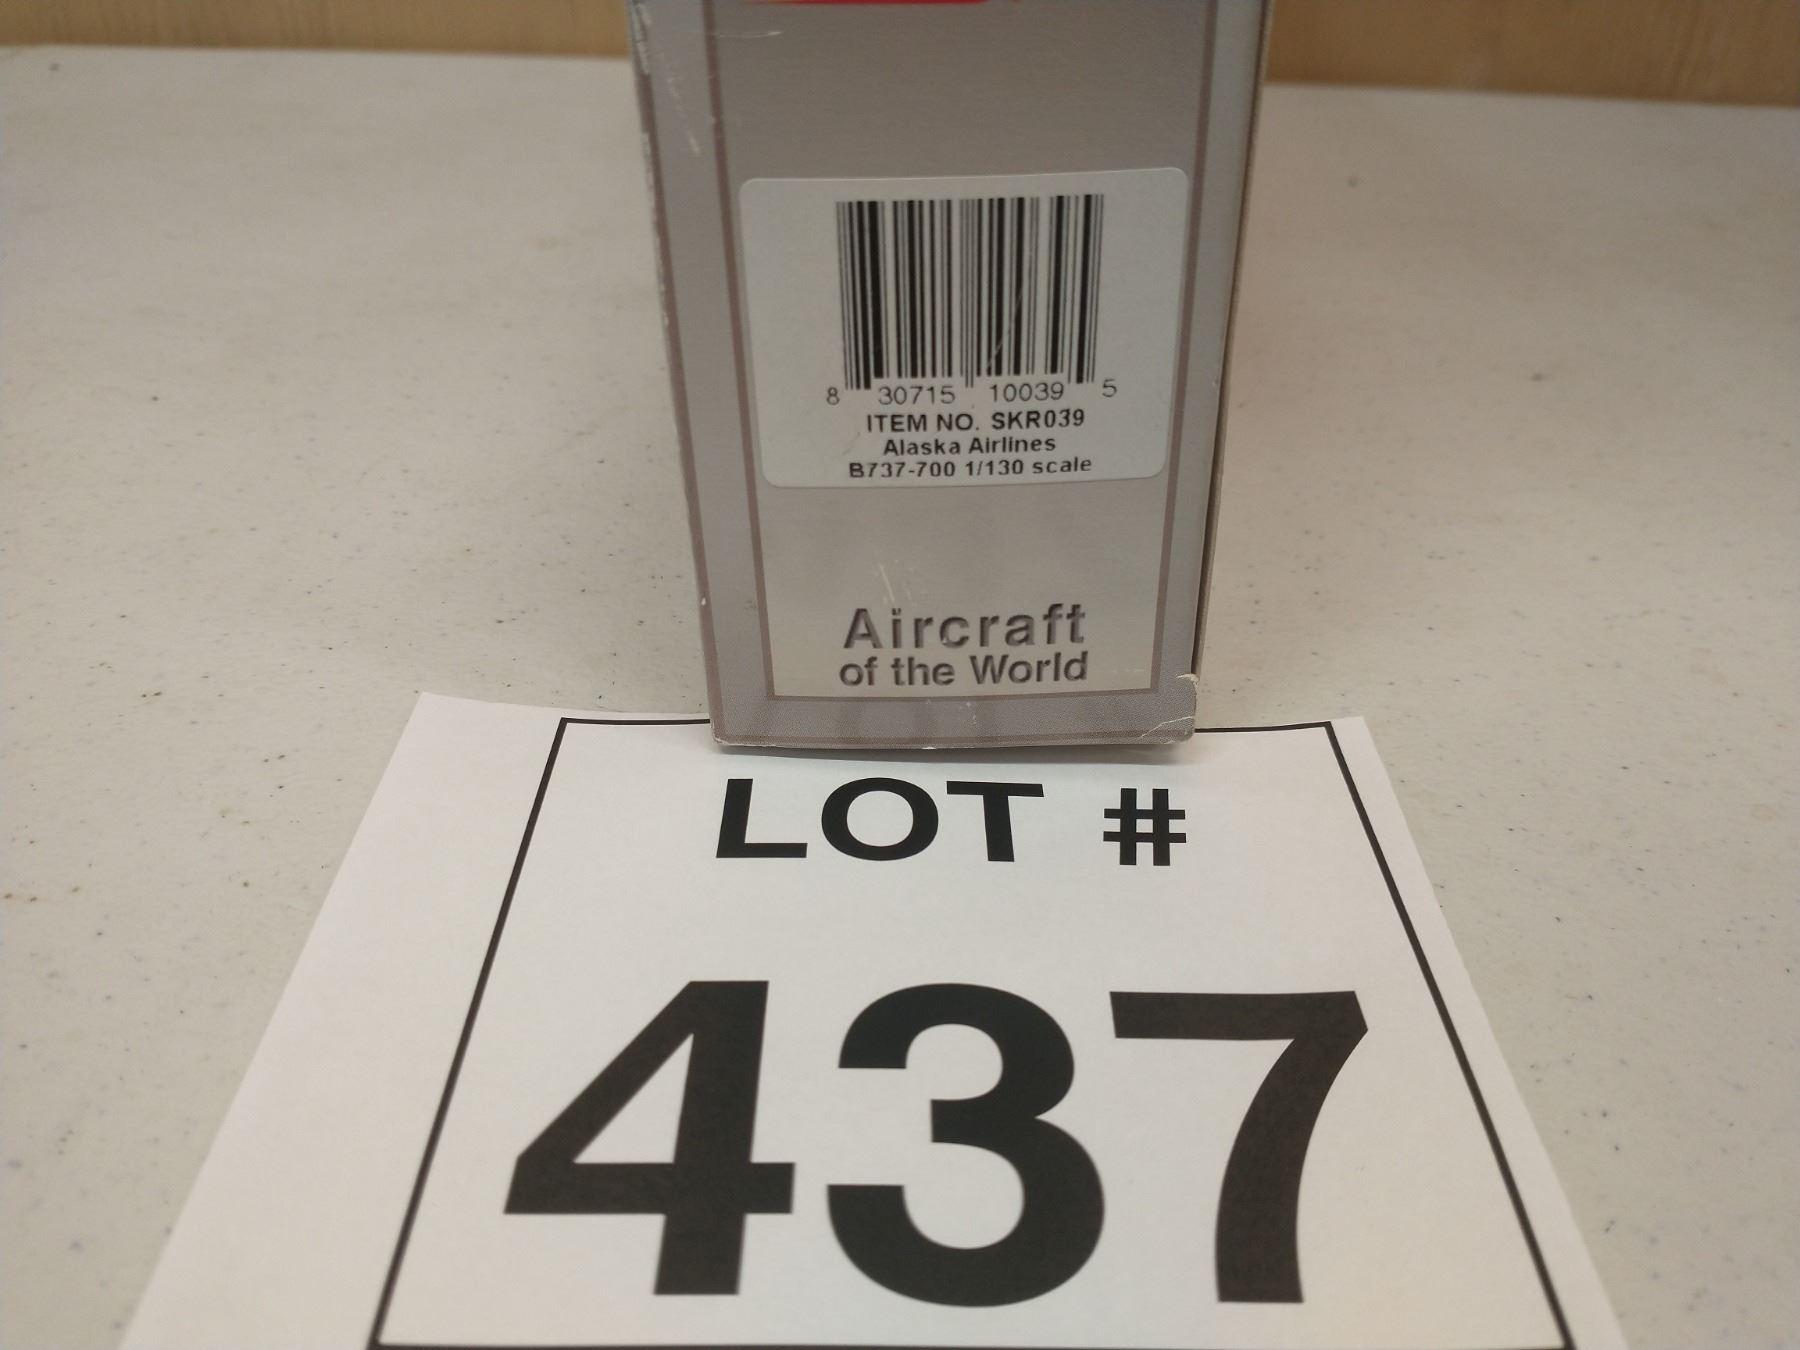 8 30715 10039 5
ITEM NO. SKR039
Alaska Airlines
B737-700 1/130 scale
Aircraft
of the World
LOT #
437